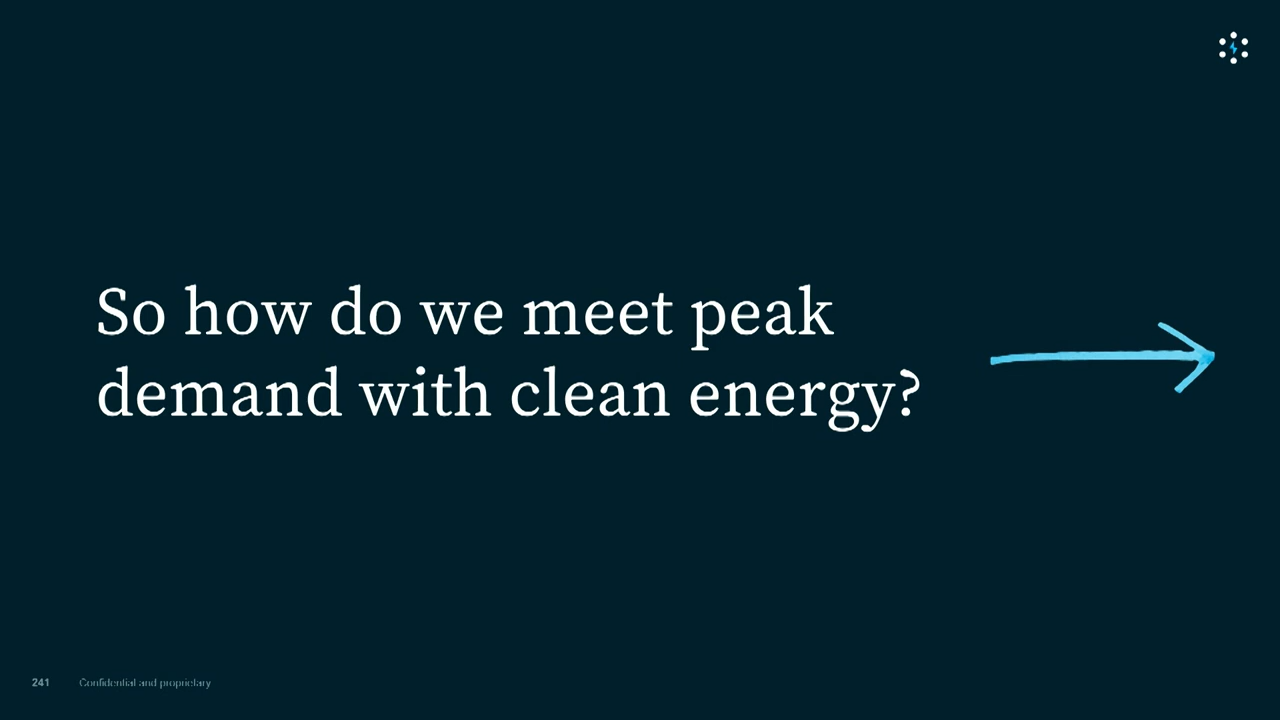 So how do we meet peak
demand with clean energy?
241 Confidential and proprietary